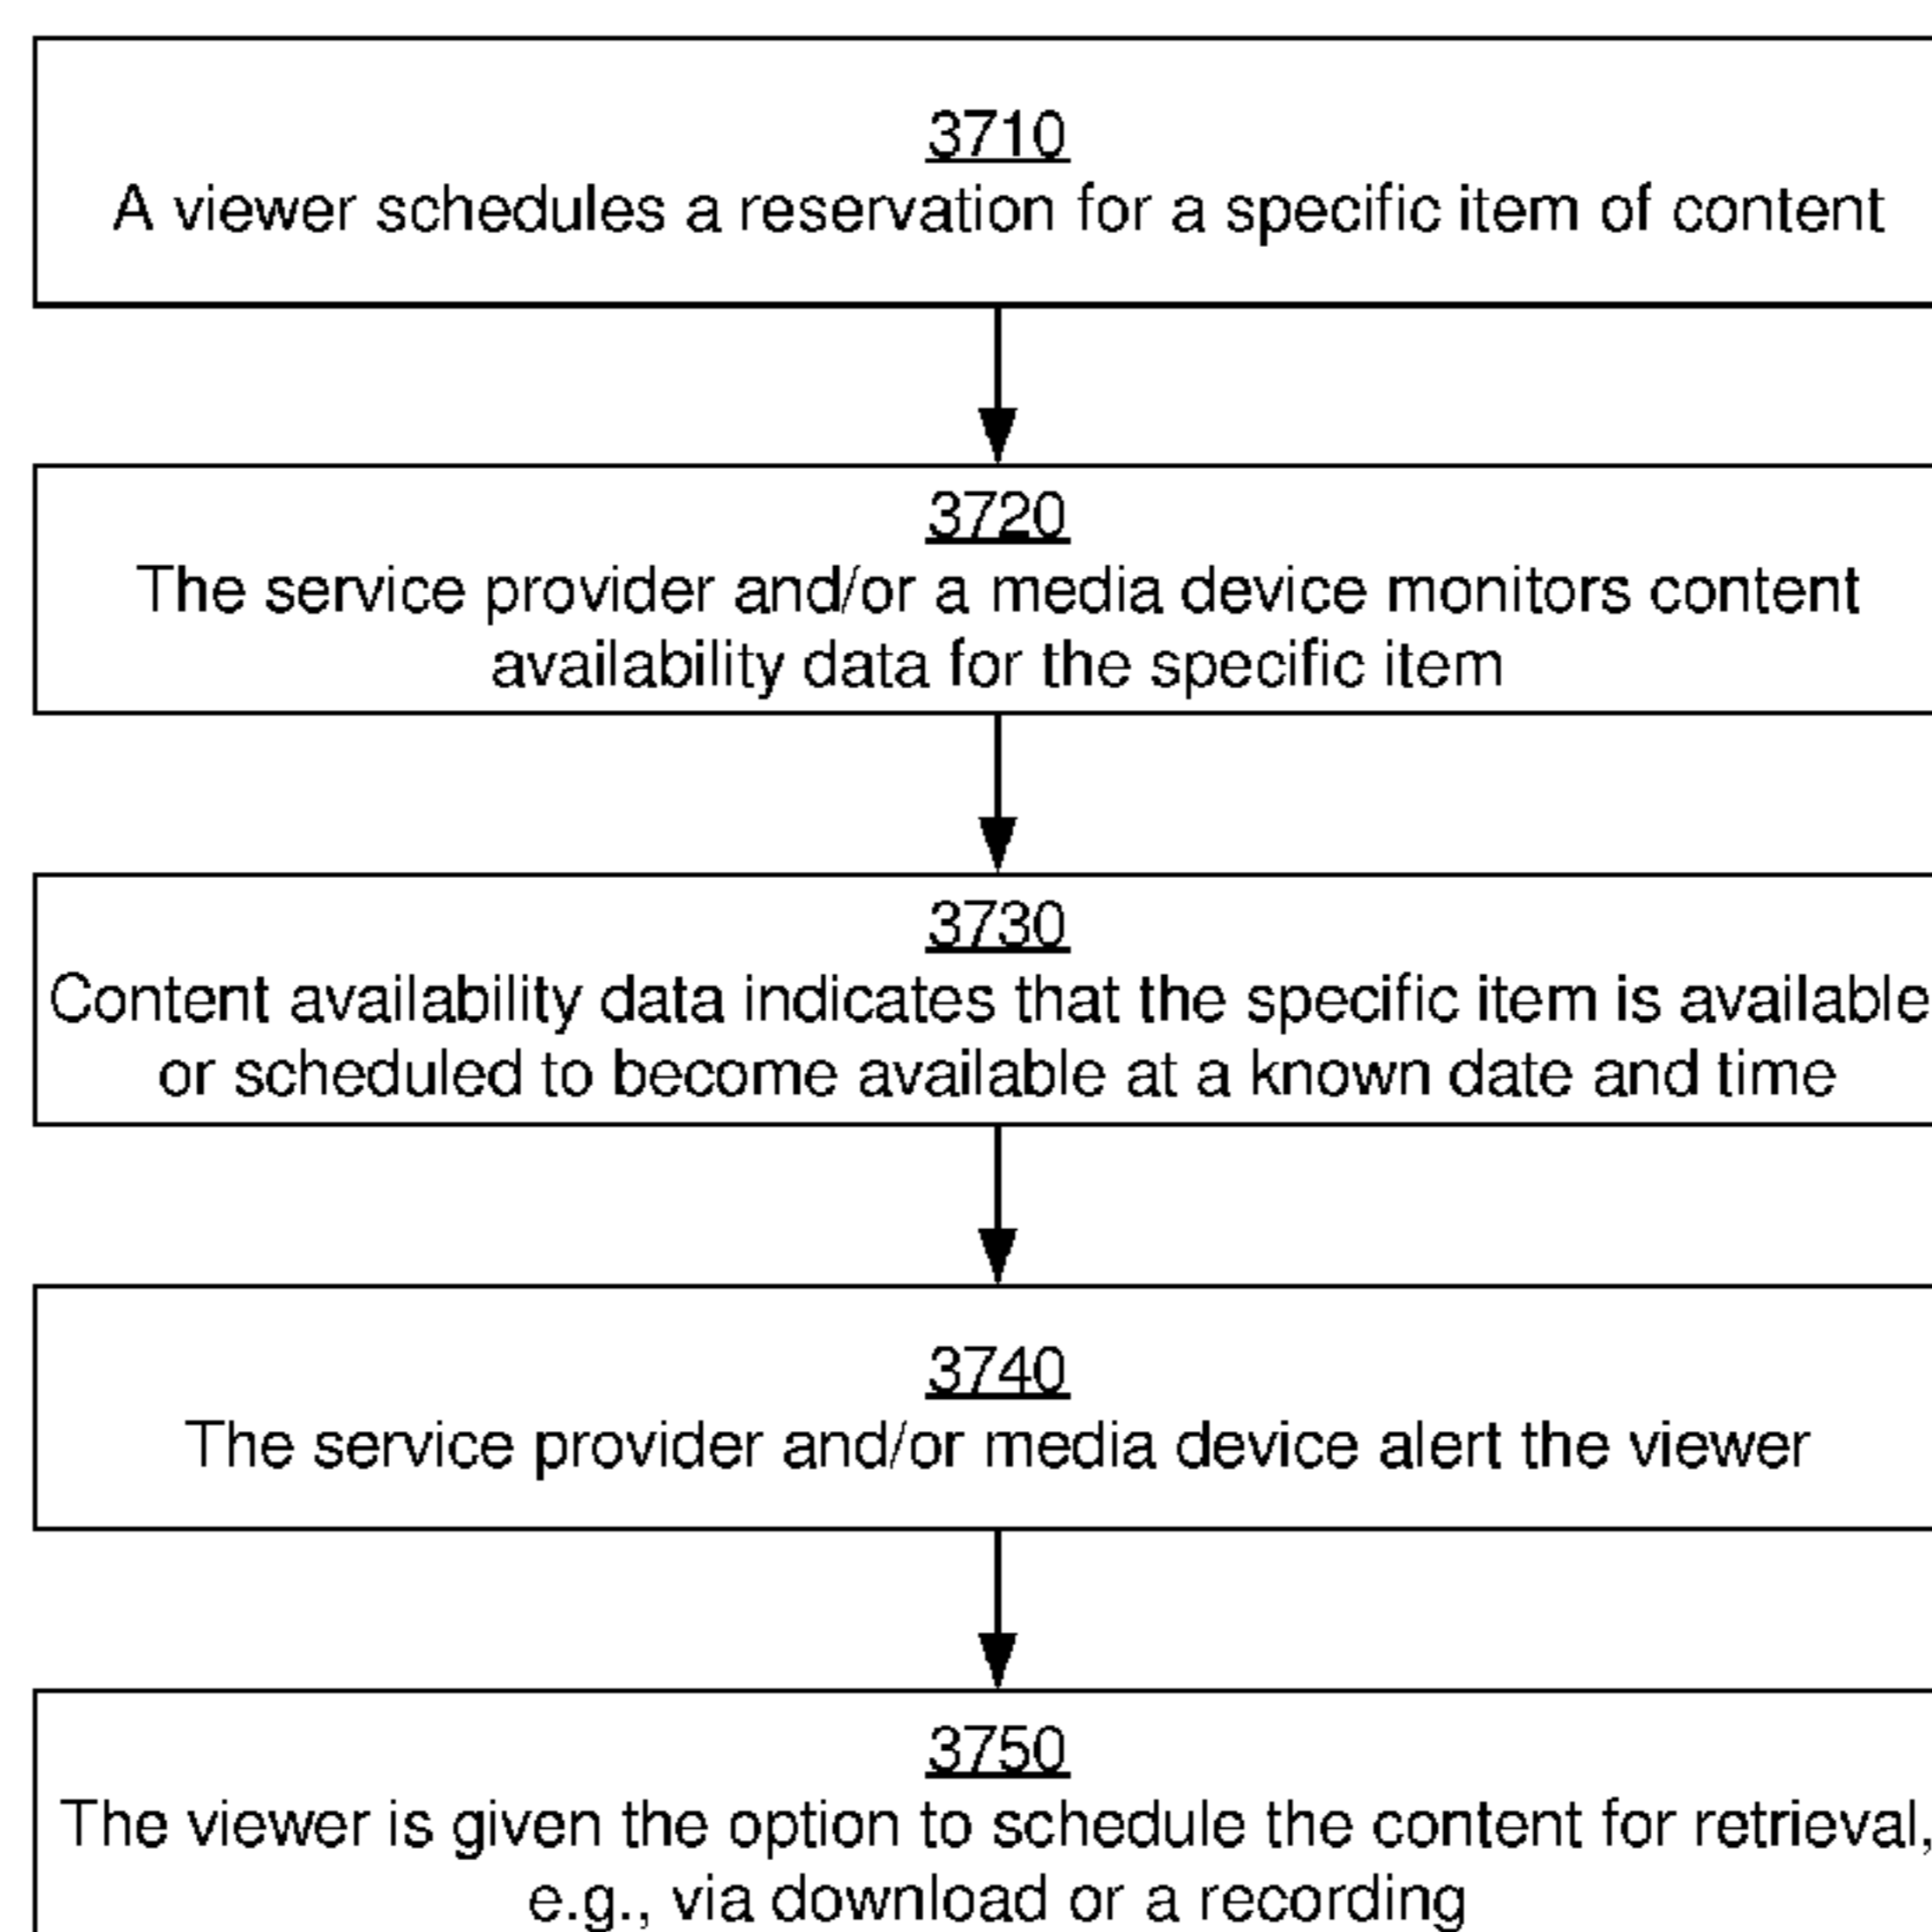 3710
A viewer schedules a reservation for a specific item of content
3720
The service provider and/or a media device monitors content
availability data for the specific item
3730
Content availability data indicates that the specific item is available
or scheduled to become available at a known date and time
3740
The service provider and/or media device alert the viewer
3750
The viewer is given the option to schedule the content for retrieval,
e.g., via download or a recording